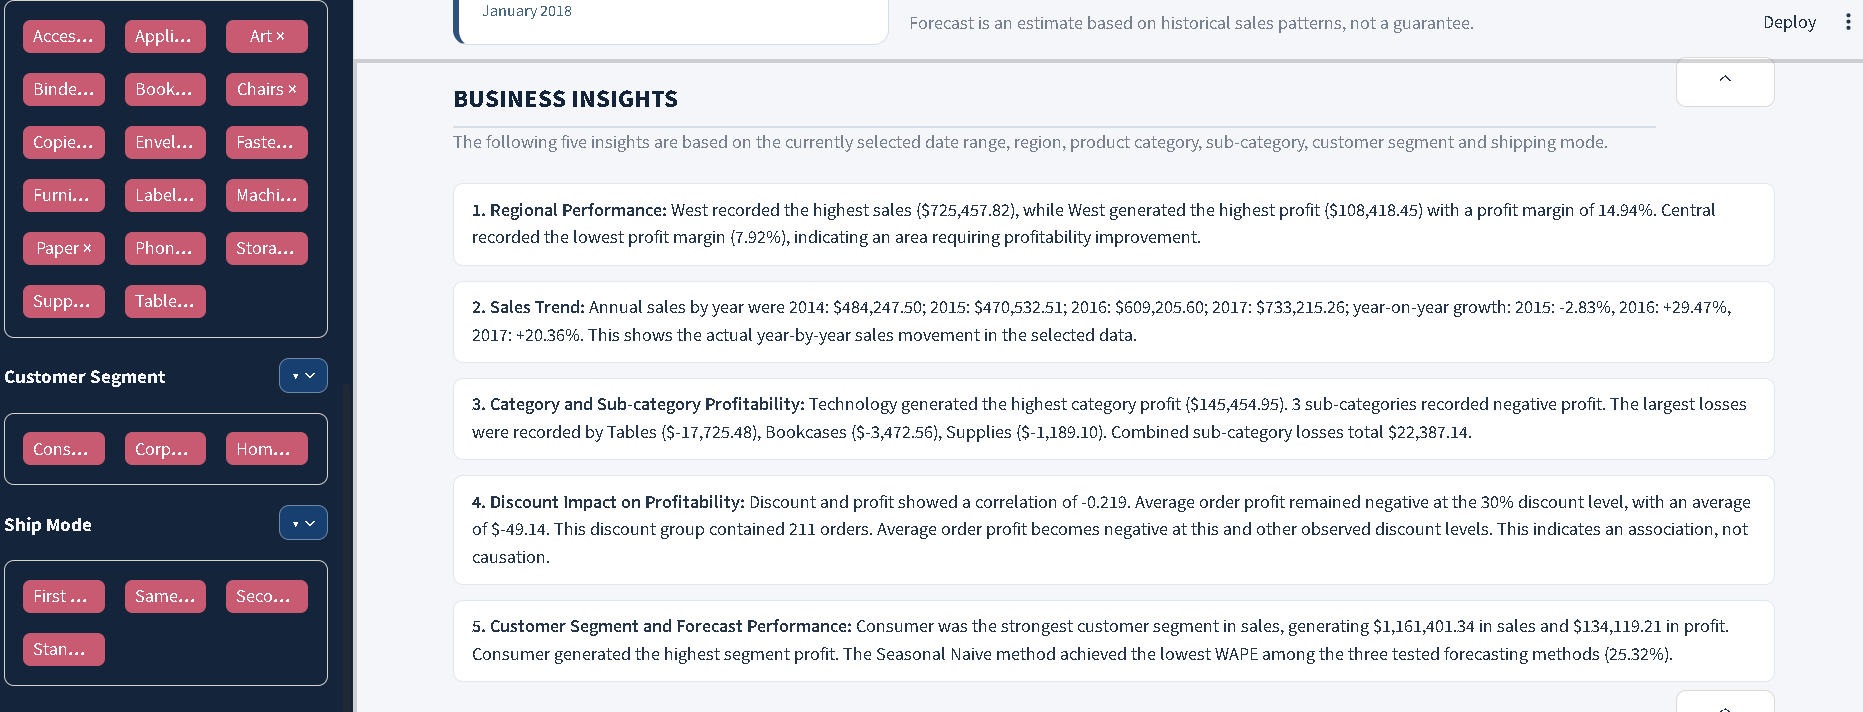 Acces... Appli... Art ×
Binde... Book... Chairs ×
Copie... Envel... Faste...
Furni... Label... Machi...
Paper × Phon... Stora...
Supp... Table...
Customer Segment
Cons... Corp... Hom...
Ship Mode
First ... Same... Seco...
Stan...
January 2018
Forecast is an estimate based on historical sales patterns, not a guarantee.
Deploy
BUSINESS INSIGHTS
The following five insights are based on the currently selected date range, region, product category, sub-category, customer segment and shipping mode.
1. Regional Performance: West recorded the highest sales ($725,457.82), while West generated the highest profit ($108,418.45) with a profit margin of 14.94%. Central
recorded the lowest profit margin (7.92%), indicating an area requiring profitability improvement.
2. Sales Trend: Annual sales by year were 2014: $484,247.50; 2015: $470,532.51; 2016: $609,205.60; 2017: $733,215.26; year-on-year growth: 2015: -2.83%, 2016: +29.47%,
2017: +20.36%. This shows the actual year-by-year sales movement in the selected data.
3. Category and Sub-category Profitability: Technology generated the highest category profit ($145,454.95). 3 sub-categories recorded negative profit. The largest losses
were recorded by Tables ($-17,725.48), Bookcases ($-3,472.56), Supplies ($-1,189.10). Combined sub-category losses total $22,387.14.
4. Discount Impact on Profitability: Discount and profit showed a correlation of -0.219. Average order profit remained negative at the 30% discount level, with an average
of $-49.14. This discount group contained 211 orders. Average order profit becomes negative at this and other observed discount levels. This indicates an association, not
causation.
5. Customer Segment and Forecast Performance: Consumer was the strongest customer segment in sales, generating $1,161,401.34 in sales and $134,119.21 in profit.
Consumer generated the highest segment profit. The Seasonal Naive method achieved the lowest WAPE among the three tested forecasting methods (25.32%).